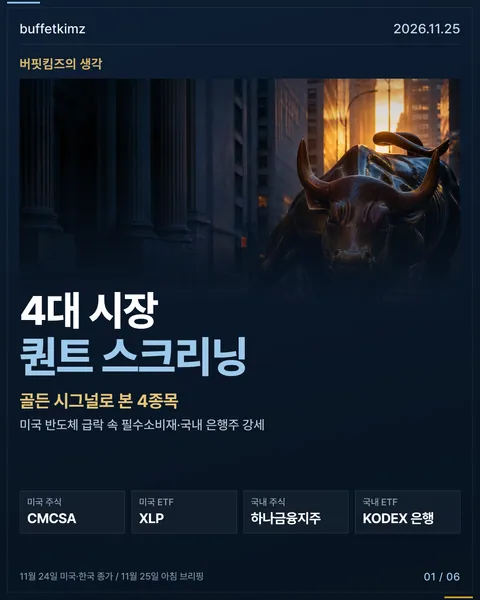 buffetkimz
2026.11.25
버핏킴즈의 생각
4대 시장
퀀트 스크리닝
골든 시그널로 본 4종목
미국 반도체 급락 속 필수소비재·국내 은행주 강세
미국 주식
CMCSA
미국 ETF
XLP
국내 주식
하나금융지주
국내 ETF
KODEX 은행
11월 24일 미국·한국 종가 / 11월 25일 아침 브리핑
01 / 06